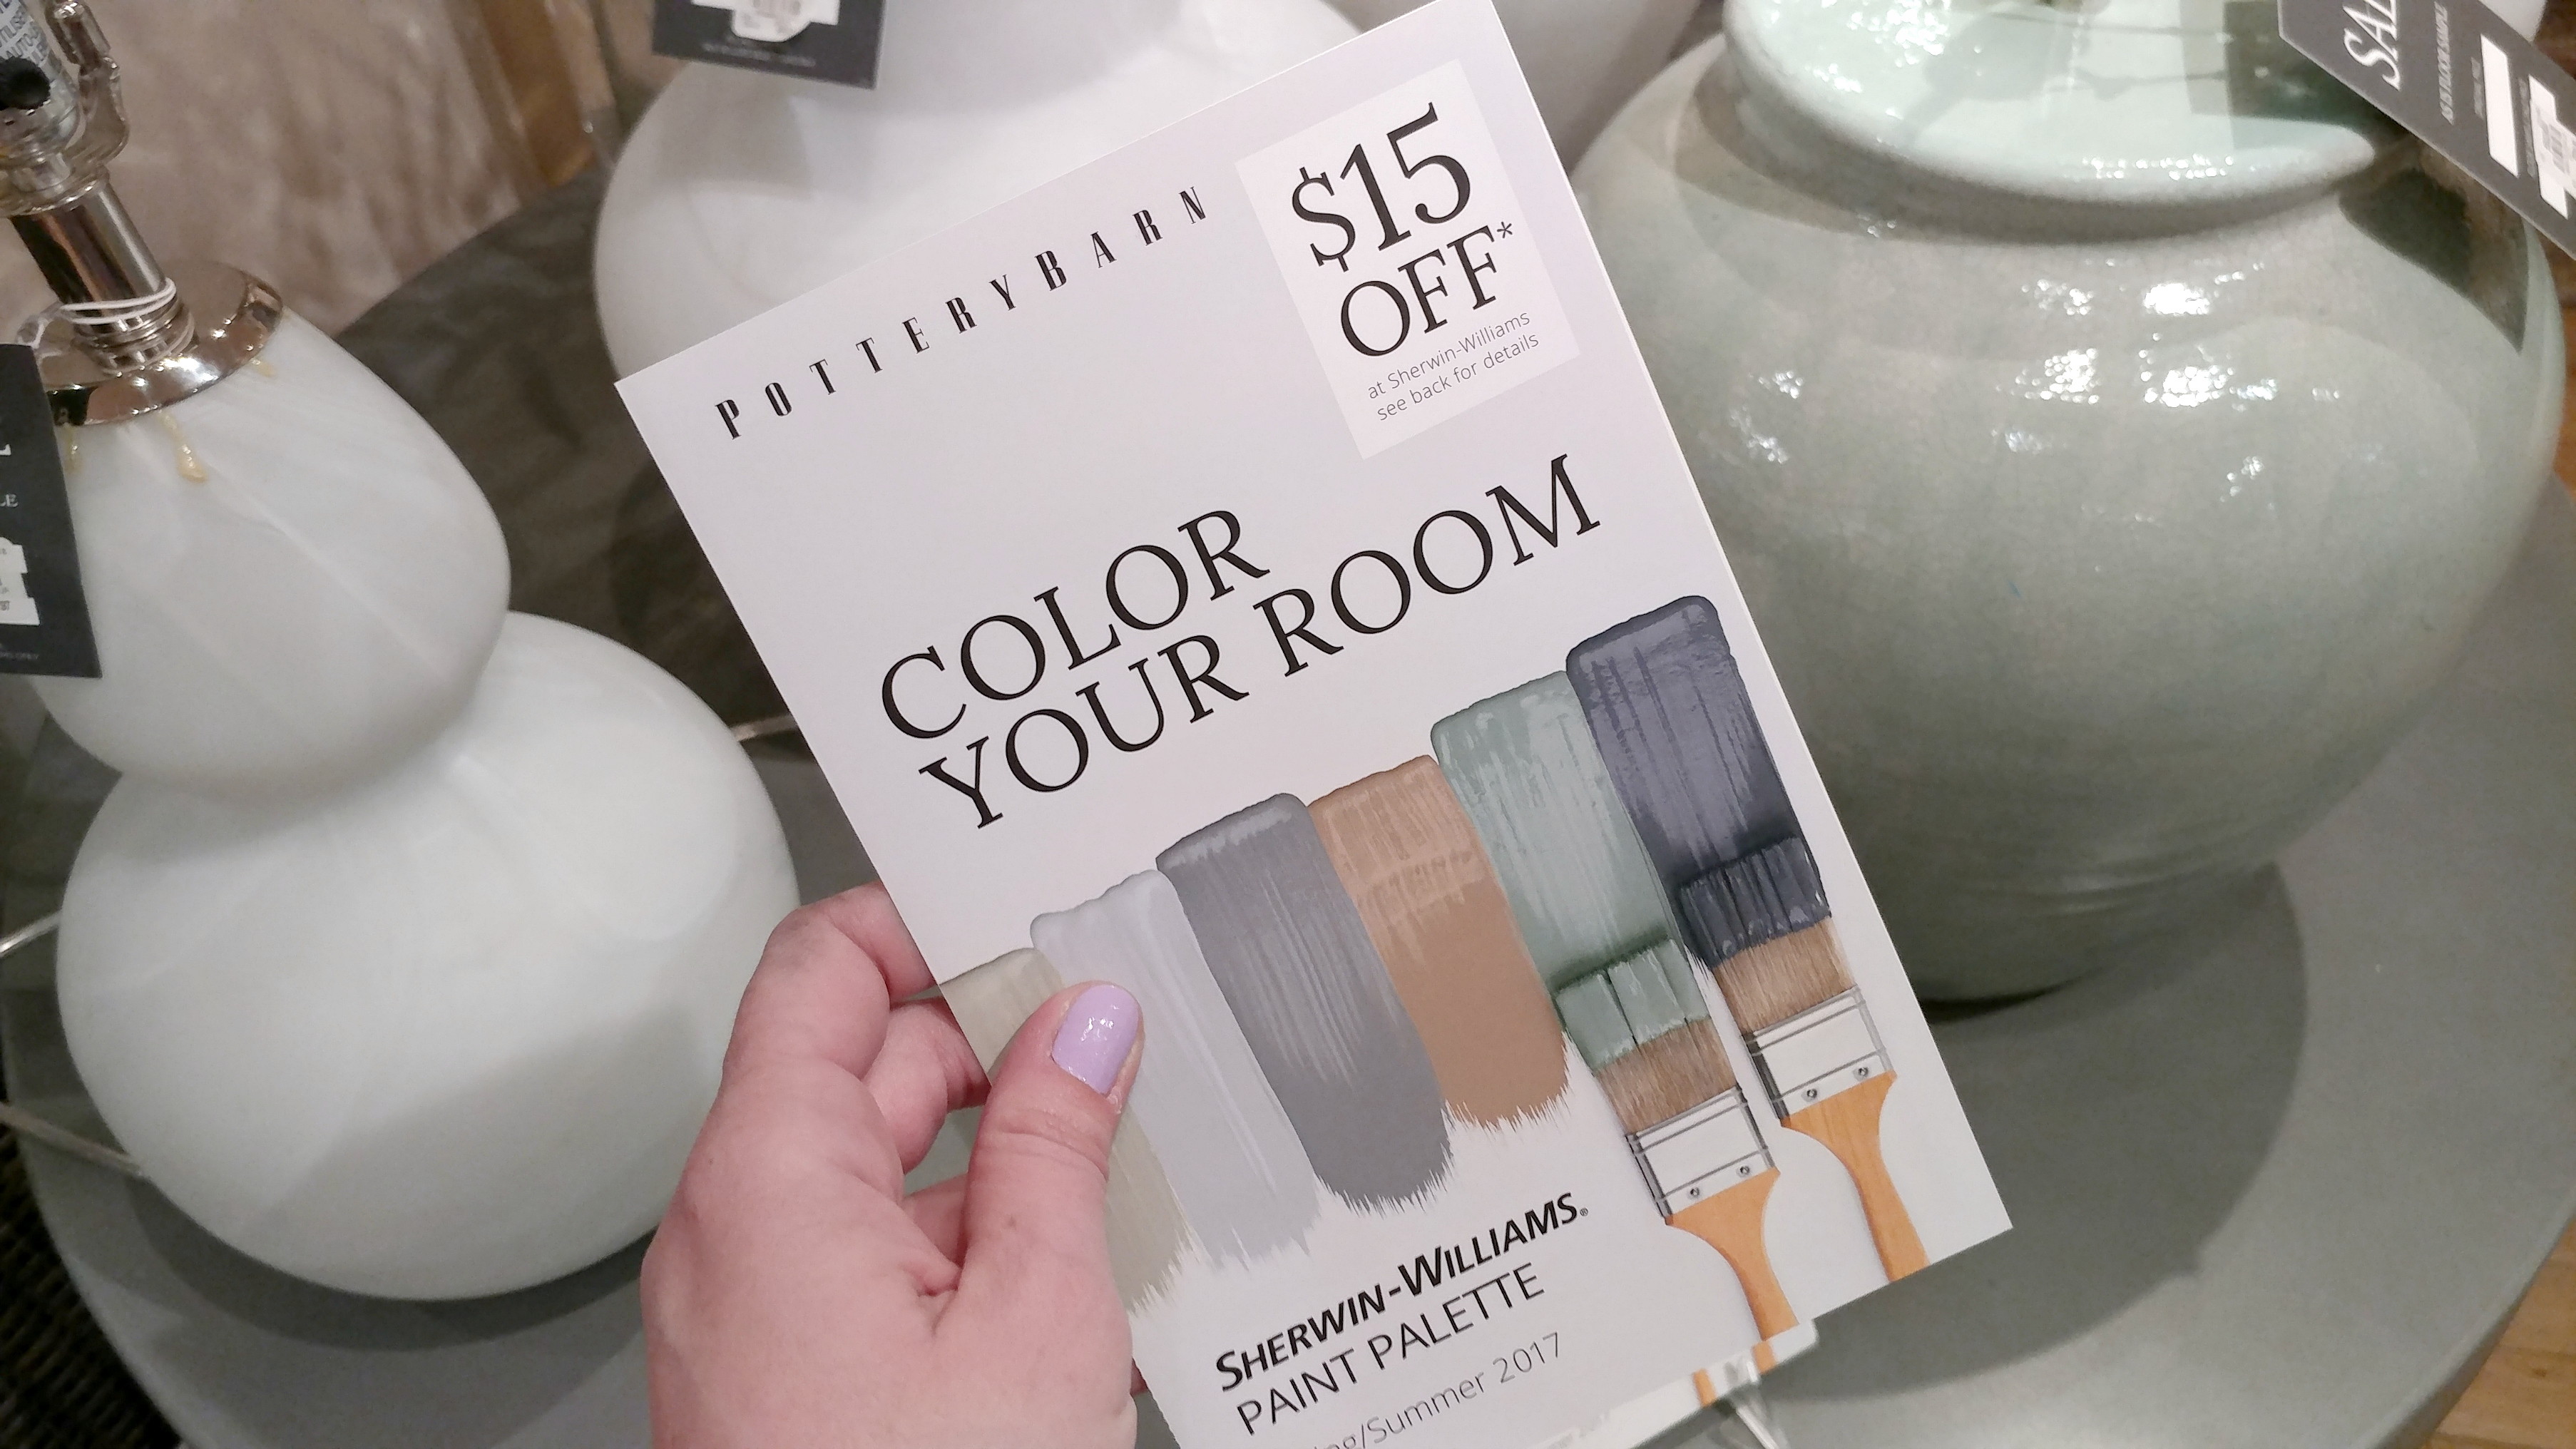 POTTERYBARN
$15
OFF*
at Sherwin-Williams
see back for details
COLOR
YOUR ROOM
SHERWIN-WILLIAMS®
PAINT PALETTE
/Summer 2017